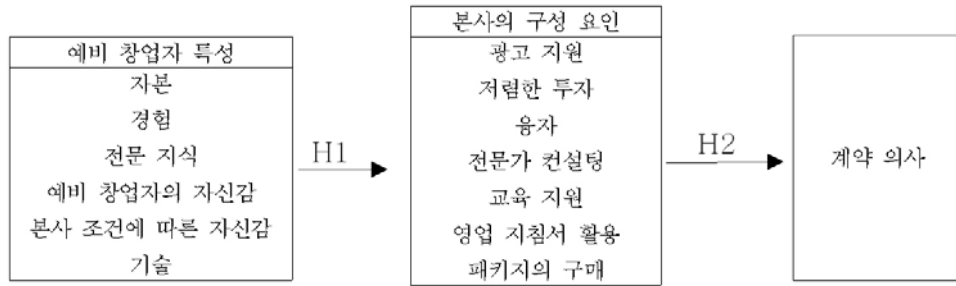 예비 창업자 특성
자본
경험
전문 지식
예비 창업자의 자신감
본사 조건에 따른 자신감
기술
H1
본사의 구성 요인
광고 지원
저렴한 투자
융자
전문가 컨설팅
교육 지원
영업 지침서 활용
패키지의 구매
H2
계약 의사